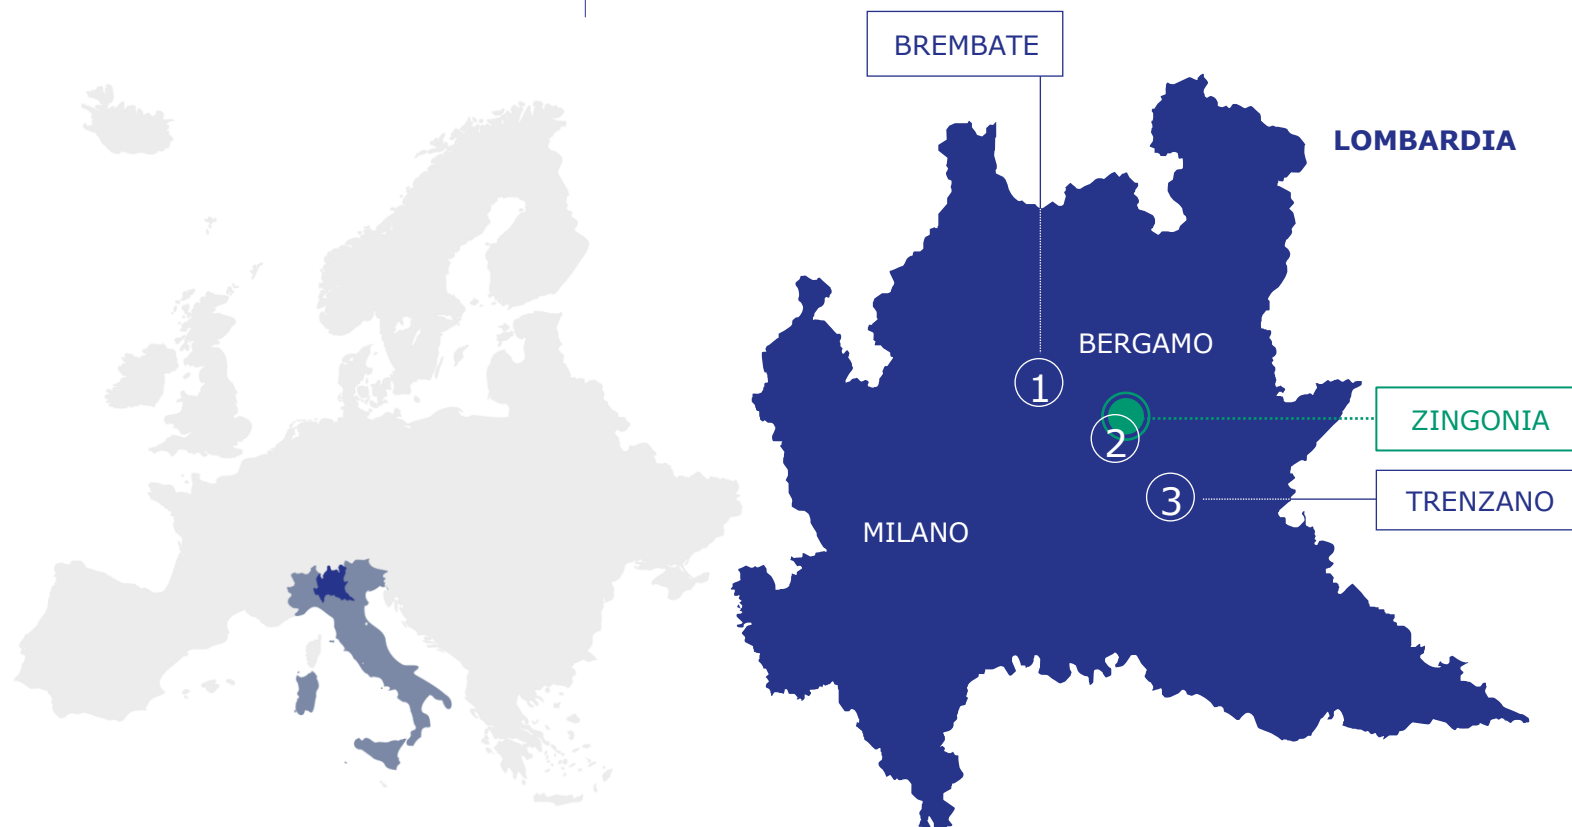 BREMBATE
LOMBARDIA
BERGAMO
1
ZINGONIA
2
TRENZANO
3
MILANO